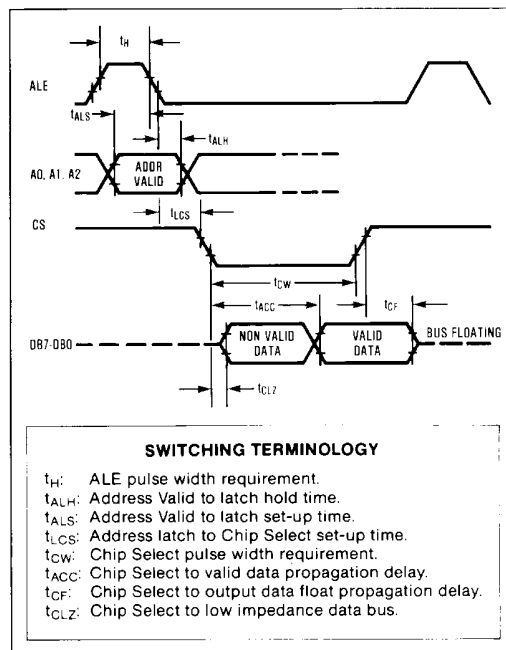 tH
ALE
tALS
tALH
A0, A1, A2
ADDR
VALID
tLCS
CS
tCW
tACC
tCF
DB7-DB0
NON VALID
DATA
VALID
DATA
BUS FLOATING
tCLZ
SWITCHING TERMINOLOGY
tH: ALE pulse width requirement.
tALH: Address Valid to latch hold time.
tALS: Address Valid to latch set-up time.
tLCS: Address latch to Chip Select set-up time.
tCW: Chip Select pulse width requirement.
tACC: Chip Select to valid data propagation delay.
tCF: Chip Select to output data float propagation delay.
tCLZ: Chip Select to low impedance data bus.